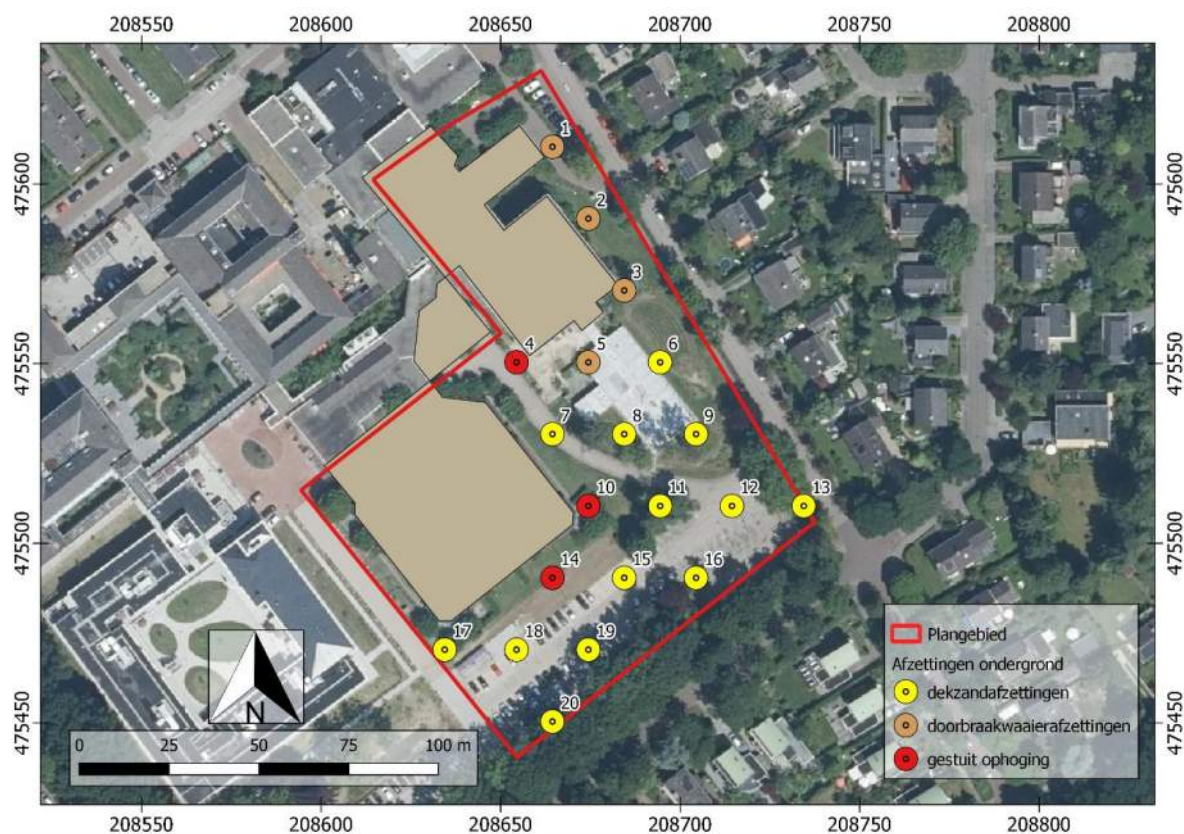 208550 208600 208650 208700 208750 208800
475600 475600
475550 475550
475500 475500
475450 475450
1
2
3
4 5 6
7 8 9
10 11 12 13
14 15 16
17 18 19
20
Plangebied
Afzettingen ondergrond
dekzandafzettingen
doorbraakwaaierafzettingen
gestuit ophoging
N
0 25 50 75 100 m
208550 208600 208650 208700 208750 208800